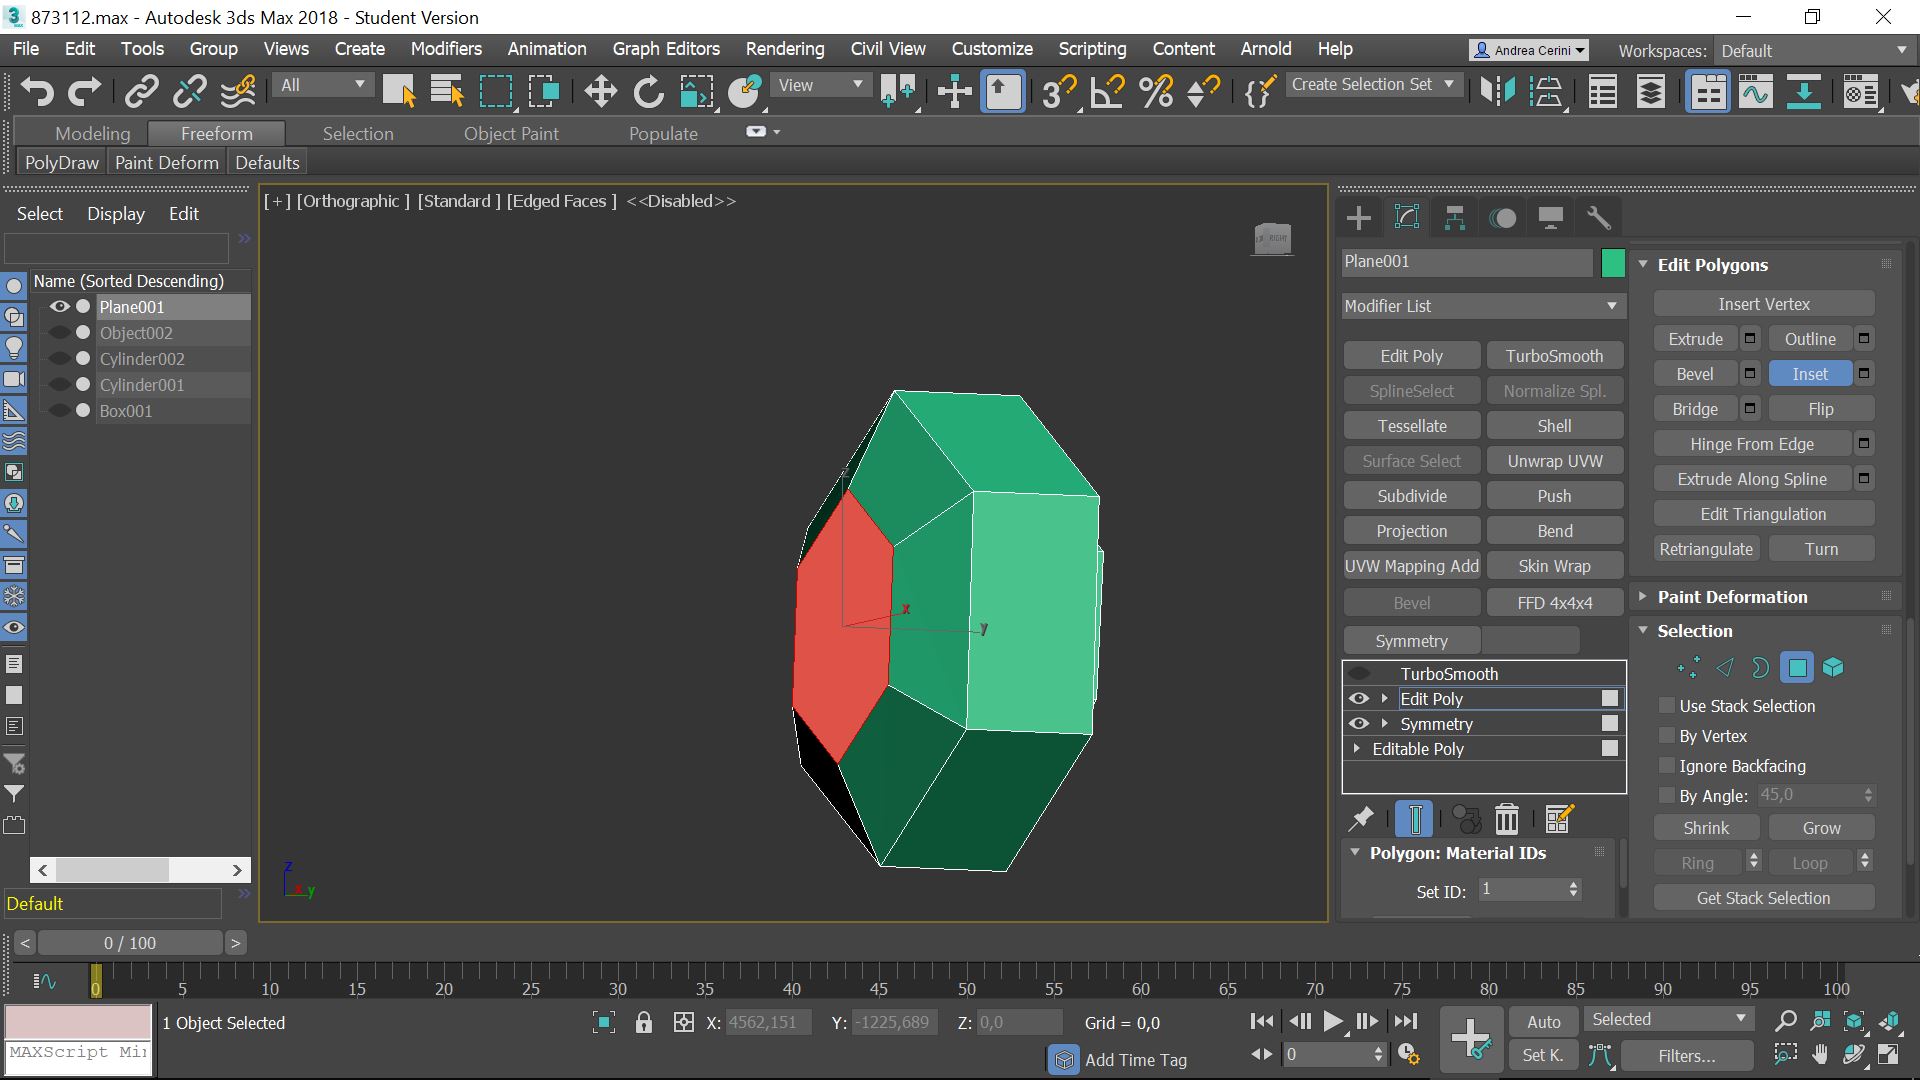 873112.max - Autodesk 3ds Max 2018 - Student Version
File Edit Tools Group Views Create Modifiers Animation Graph Editors Rendering Civil View Customize Scripting Content Arnold Help
Andrea Cerini
Workspaces: Default
All
View
Create Selection Set
Modeling Freeform Selection Object Paint Populate
PolyDraw Paint Deform Defaults
Select Display Edit
Name (Sorted Descending)
Plane001
Object002
Cylinder002
Cylinder001
Box001
Default
[+] [Orthographic ] [Standard ] [Edged Faces ] <<Disabled>>
RIGHT
z
x
y
z
x
y
Plane001
Modifier List
Edit Poly TurboSmooth
SplineSelect Normalize Spl.
Tessellate Shell
Surface Select Unwrap UVW
Subdivide Push
Projection Bend
UVW Mapping Add Skin Wrap
Bevel FFD 4x4x4
Symmetry
TurboSmooth
Edit Poly
Symmetry
Editable Poly
Polygon: Material IDs
Set ID: 1
Edit Polygons
Insert Vertex
Extrude Outline
Bevel Inset
Bridge Flip
Hinge From Edge
Extrude Along Spline
Edit Triangulation
Retriangulate Turn
Paint Deformation
Selection
Use Stack Selection
By Vertex
Ignore Backfacing
By Angle: 45,0
Shrink Grow
Ring Loop
Get Stack Selection
< 0 / 100 >
0 5 10 15 20 25 30 35 40 45 50 55 60 65 70 75 80 85 90 95 100
1 Object Selected
X: 4562,151 Y: -1225,689 Z: 0,0 Grid = 0,0
Auto Selected
MAXScript Mi
Add Time Tag
0
Set K. Filters...